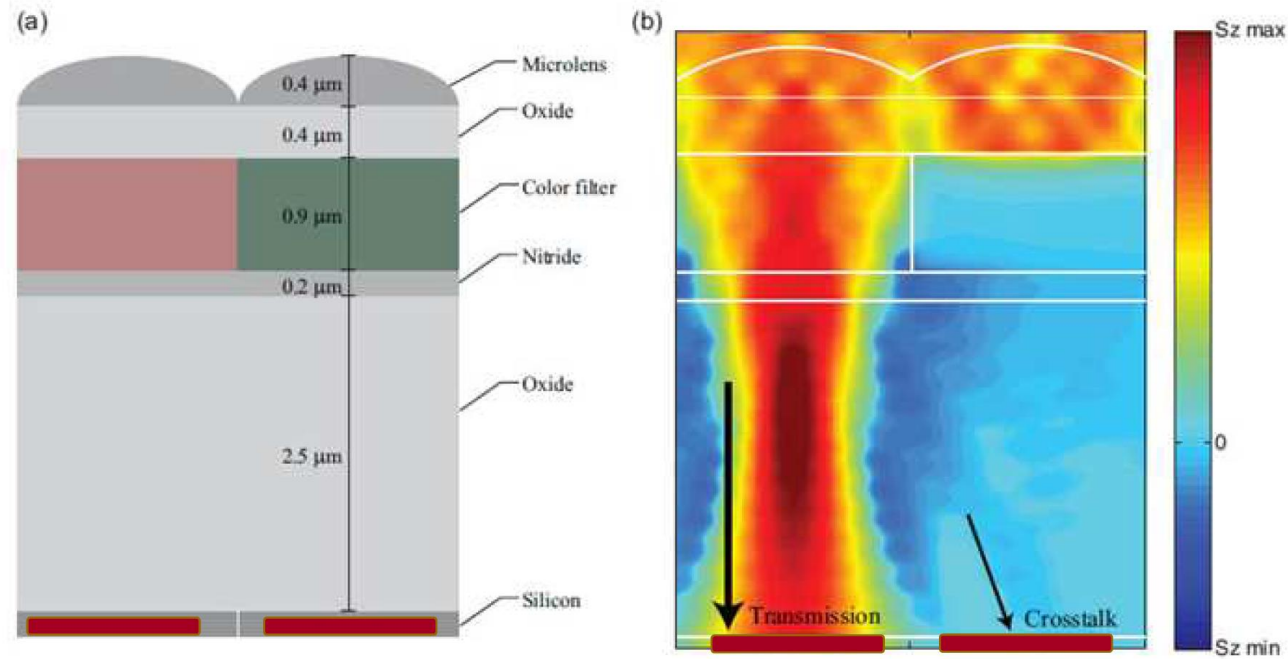 (a)
0.4 μm
0.4 μm
0.9 μm
0.2 μm
2.5 μm
Microlens
Oxide
Color filter
Nitride
Oxide
Silicon
(b)
Transmission
Crosstalk
Sz max
0
Sz min